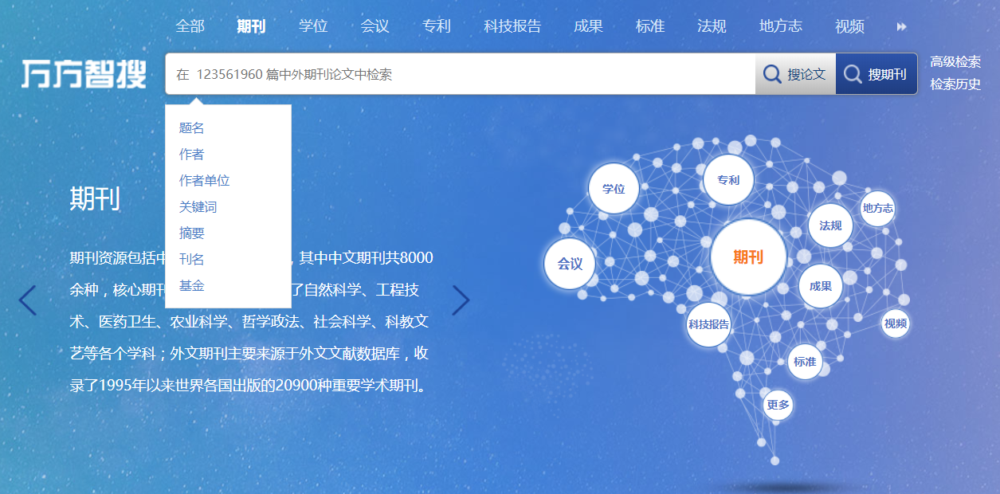 全部 期刊 学位 会议 专利 科技报告 成果 标准 法规 地方志 视频
万方智搜
在 123561960 篇中外期刊论文中检索
搜论文
搜期刊
高级检索
检索历史
题名
作者
作者单位
关键词
摘要
刊名
基金
期刊
期刊资源包括中 ，其中中文期刊共8000
余种，核心期刊 了自然科学、工程技
术、医药卫生、农业科学、哲学政法、社会科学、科教文
艺等各个学科；外文期刊主要来源于外文文献数据库，收
录了1995年以来世界各国出版的20900种重要学术期刊。
学位
专利
地方志
法规
会议
期刊
成果
科技报告
视频
标准
更多